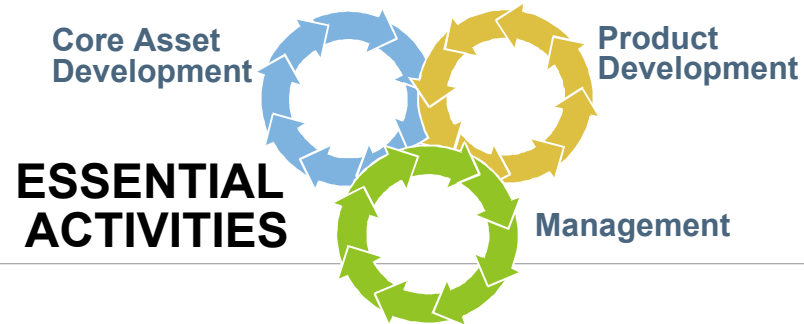 Core Asset
Development
Product
Development
ESSENTIAL
ACTIVITIES
Management